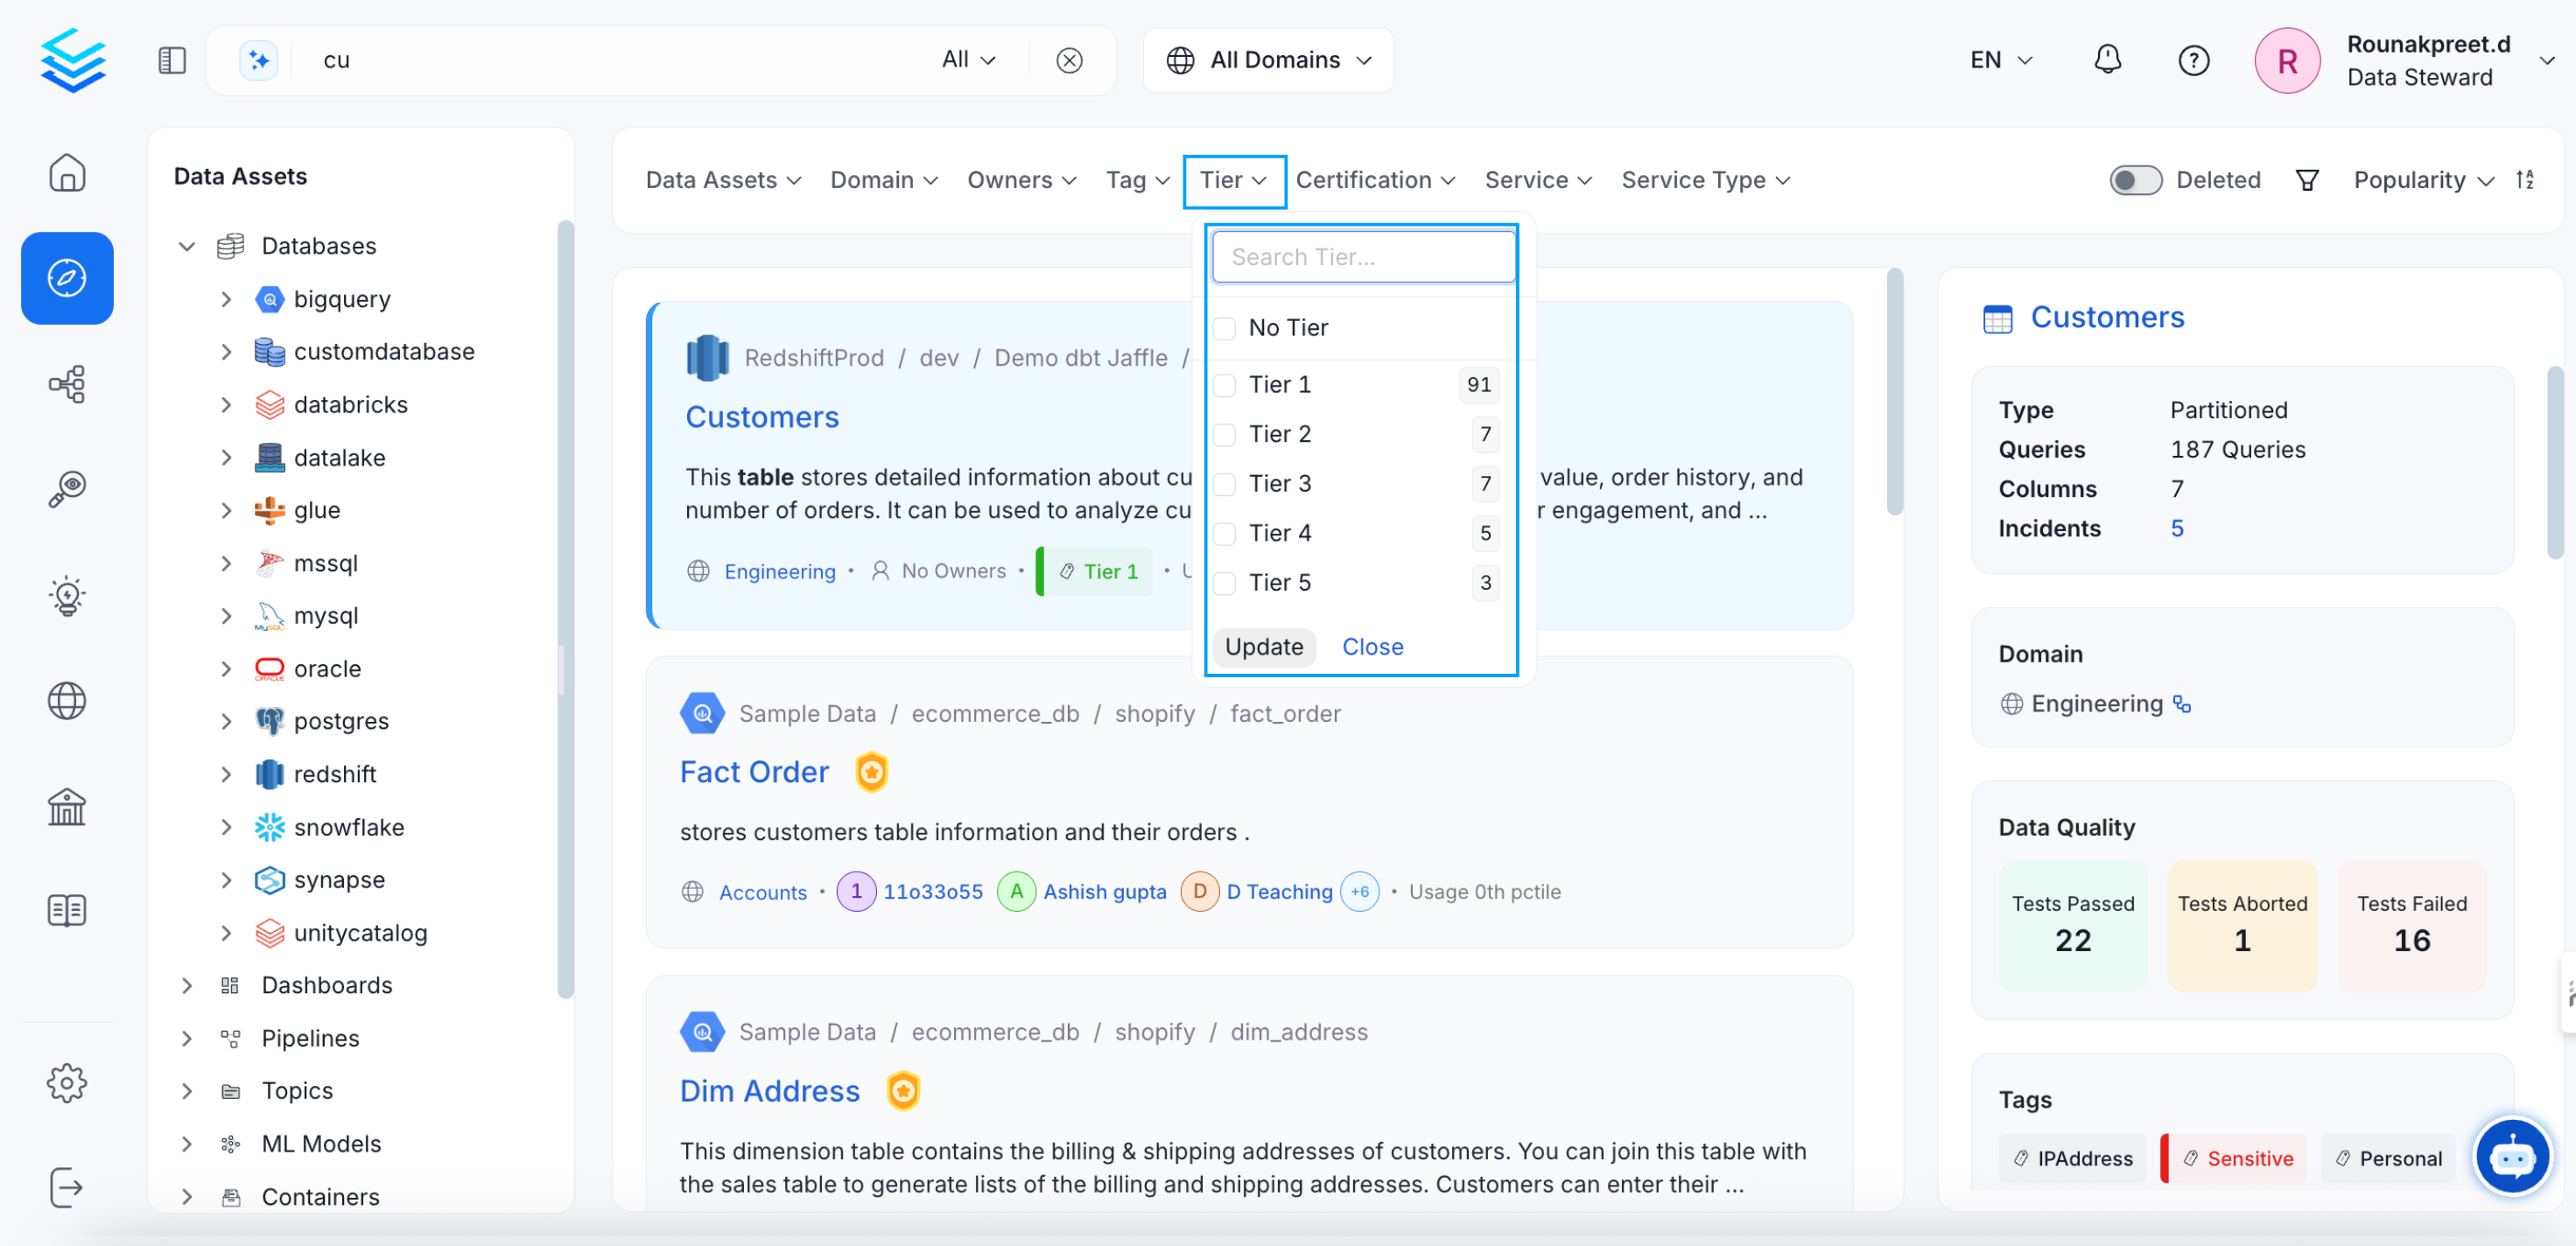 cu
All
All Domains
EN
R
Rounakpreet.d
Data Steward
Data Assets
Databases
bigquery
customdatabase
databricks
datalake
glue
mssql
mysql
oracle
postgres
redshift
snowflake
synapse
unitycatalog
Dashboards
Pipelines
Topics
ML Models
Containers
Data Assets Domain Owners Tag Tier Certification Service Service Type
Deleted
Popularity
Search Tier...
No Tier
Tier 1 91
Tier 2 7
Tier 3 7
Tier 4 5
Tier 5 3
Update Close
RedshiftProd / dev / Demo dbt Jaffle /
Customers
This table stores detailed information about cu value, order history, and
number of orders. It can be used to analyze cu r engagement, and ...
Engineering • No Owners • Tier 1 • U
Sample Data / ecommerce_db / shopify / fact_order
Fact Order
stores customers table information and their orders .
Accounts • 1 11o33o55 A Ashish gupta D D Teaching +6 • Usage 0th pctile
Sample Data / ecommerce_db / shopify / dim_address
Dim Address
This dimension table contains the billing & shipping addresses of customers. You can join this table with
the sales table to generate lists of the billing and shipping addresses. Customers can enter their ...
Customers
Type Partitioned
Queries 187 Queries
Columns 7
Incidents 5
Domain
Engineering
Data Quality
Tests Passed
22
Tests Aborted
1
Tests Failed
16
Tags
IPAddress Sensitive Personal